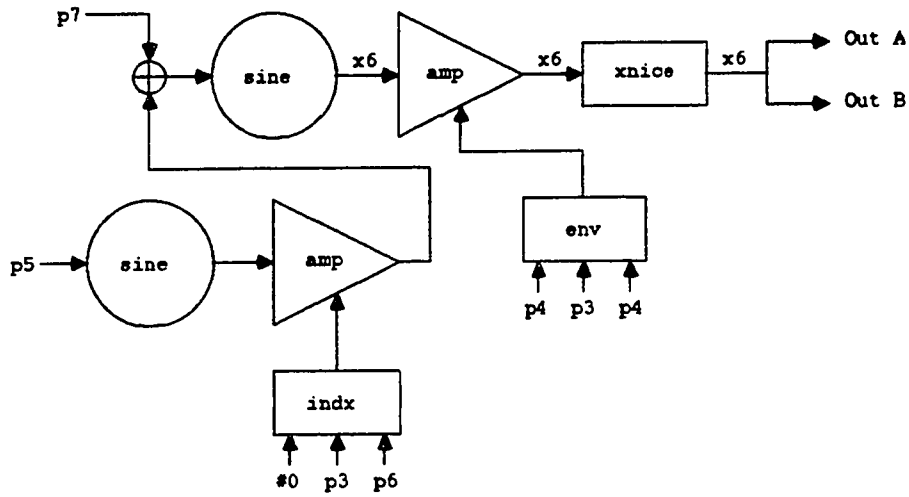 p7
Out A
x6
x6
x6
sine
amp
xnice
Out B
env
p5
sine
amp
p4 p3 p4
indx
#0 p3 p6